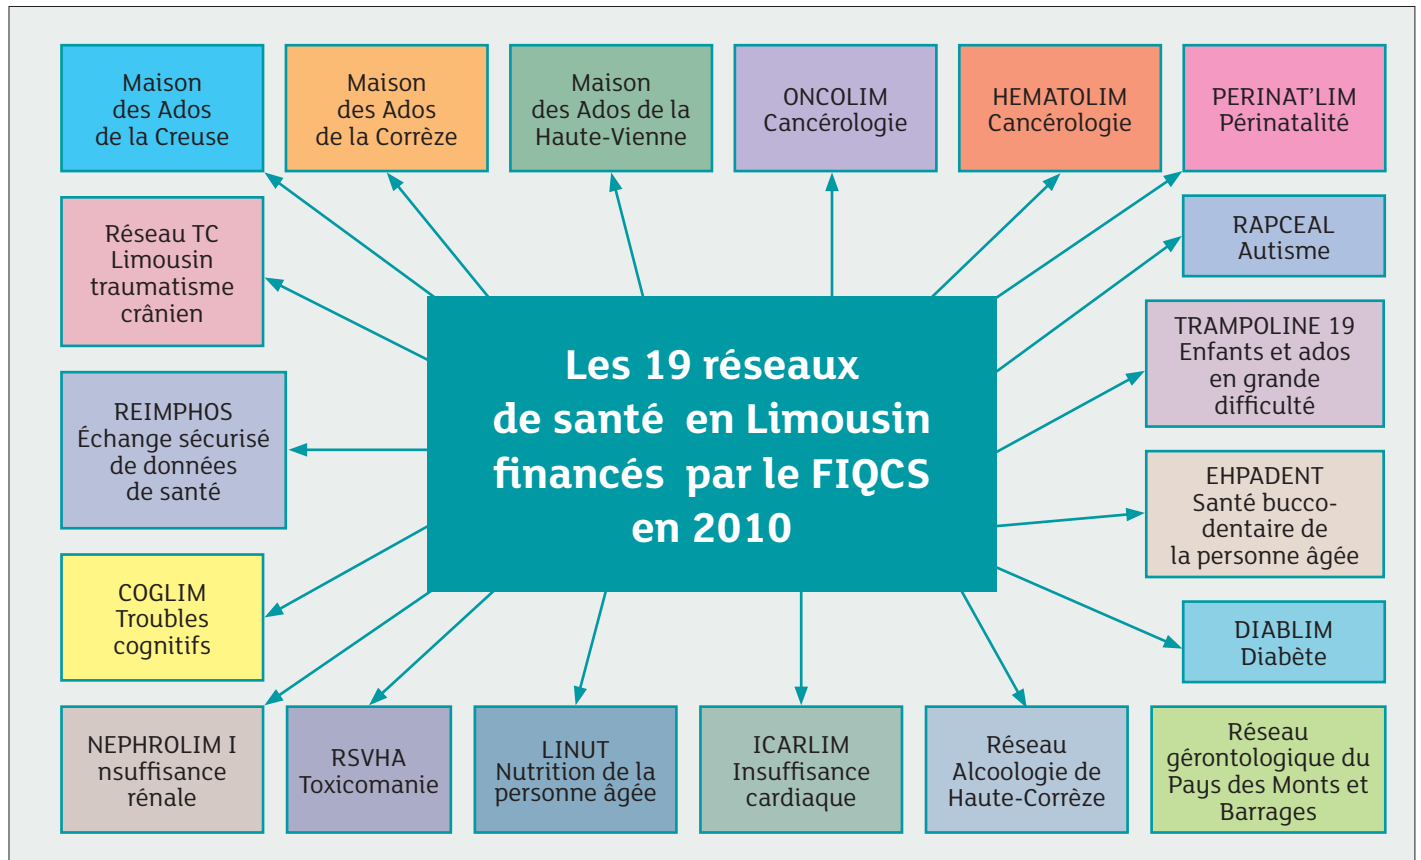 Maison
des Ados
de la Creuse
Maison
des Ados
de la Corrèze
Maison
des Ados de la
Haute-Vienne
ONCOLIM
Cancérologie
HEMATOLIM
Cancérologie
PERINAT’LIM
Périnatalité
Réseau TC
Limousin
traumatisme
crânien
RAPCEAL
Autisme
TRAMPOLINE 19
Enfants et ados
en grande
difficulté
Les 19 réseaux
de santé en Limousin
financés par le FIQCS
en 2010
REIMPHOS
Échange sécurisé
de données
de santé
EHPADENT
Santé bucco-
dentaire de
la personne âgée
COGLIM
Troubles
cognitifs
DIABLIM
Diabète
NEPHROLIM I
nsuffisance
rénale
RSVHA
Toxicomanie
LINUT
Nutrition de la
personne âgée
ICARLIM
Insuffisance
cardiaque
Réseau
Alcoologie de
Haute-Corrèze
Réseau
gérontologique du
Pays des Monts et
Barrages